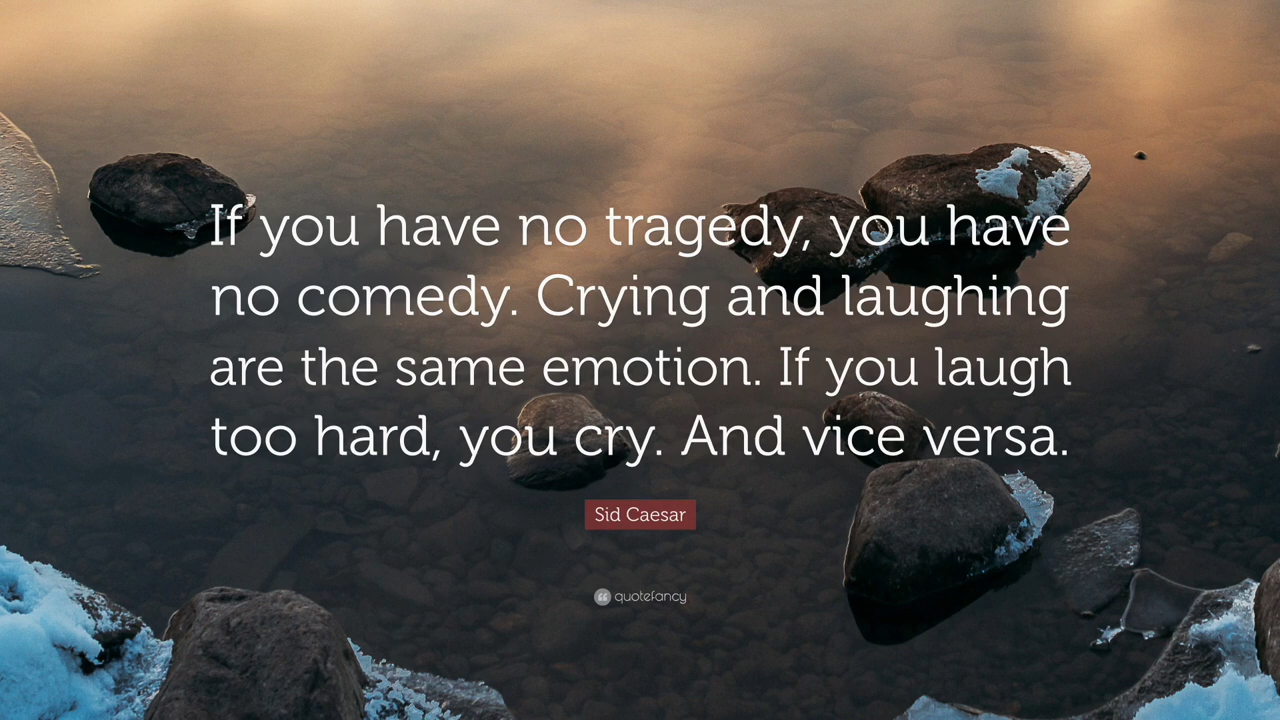 If you have no tragedy, you have
no comedy. Crying and laughing
are the same emotion. If you laugh
too hard, you cry. And vice versa.
Sid Caesar
quotefancy